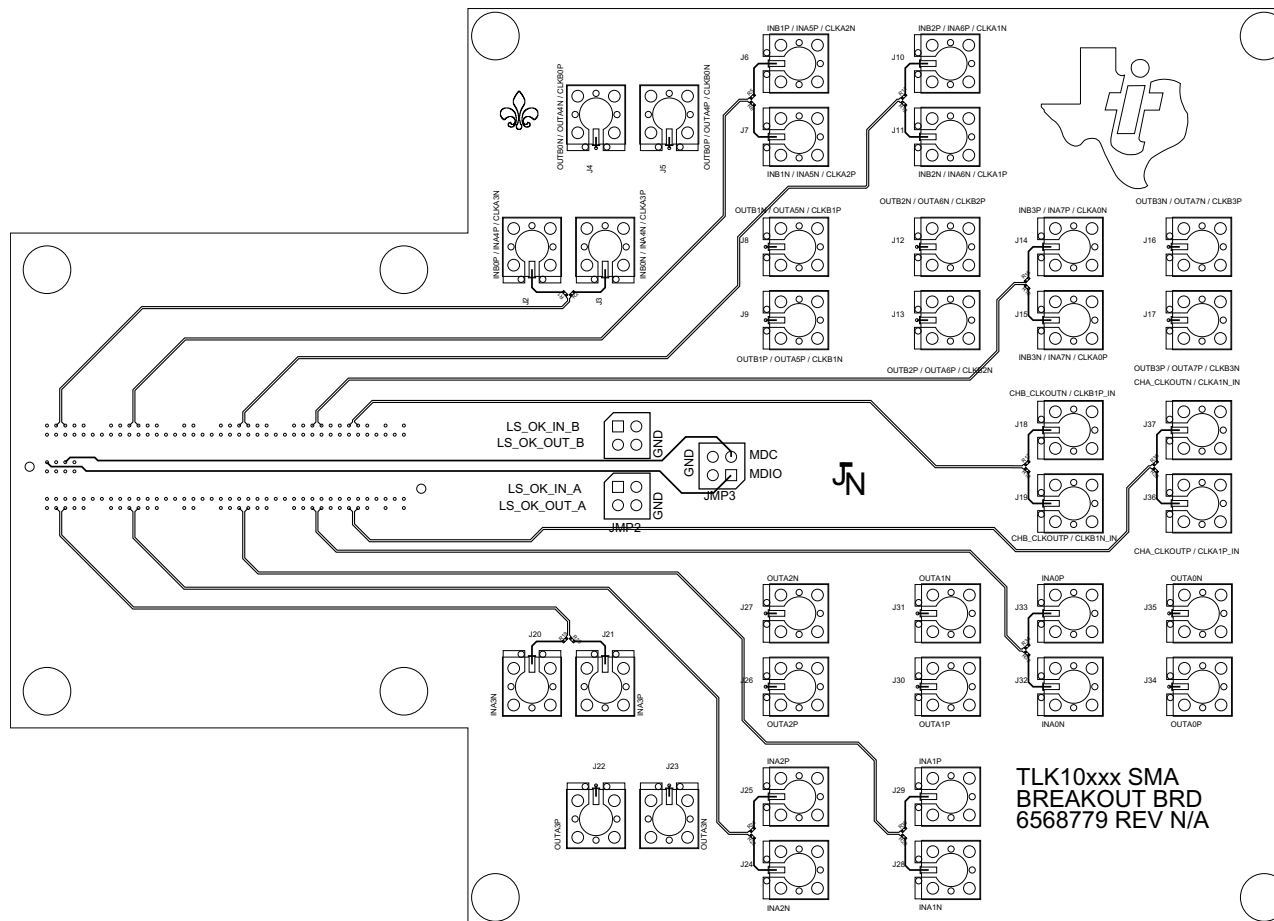 INB1P / INA5P / CLKA2N
INB2P / INA6P / CLKA1N
J6
J10
OUTB0N / OUTA4N / CLKB0P
OUTB0P / OUTA4P / CLKB0N
J7
J11
J4
J5
INB1N / INA5N / CLKA2P
INB2N / INA6N / CLKA1P
INB0P / INA4P / CLKA3N
INB0N / INA4N / CLKA3P
OUTB1N / OUTA5N / CLKB1P
OUTB2N / OUTA6N / CLKB2P
INB3P / INA7P / CLKA0N
OUTB3N / OUTA7N / CLKB3P
J8
J12
J14
J16
J2
J3
J9
J13
J15
J17
OUTB1P / OUTA5P / CLKB1N
OUTB2P / OUTA6P / CLKB2N
INB3N / INA7N / CLKA0P
OUTB3P / OUTA7P / CLKB3N
CHB_CLKOUTN / CLKB1P_IN
CHA_CLKOUTN / CLKA1N_IN
LS_OK_IN_B
LS_OK_OUT_B
GND
J18
J37
GND
MDC
MDIO
JMP3
JN
LS_OK_IN_A
LS_OK_OUT_A
GND
JMP2
J19
J36
CHB_CLKOUTP / CLKB1N_IN
CHA_CLKOUTP / CLKA1P_IN
OUTA2N
OUTA1N
INA0P
OUTA0N
J27
J31
J33
J35
J20
J21
J26
J30
J32
J34
INA3N
INA3P
OUTA2P
OUTA1P
INA0N
OUTA0P
J22
J23
INA2P
INA1P
J25
J29
OUTA3P
OUTA3N
TLK10xxx SMA
BREAKOUT BRD
6568779 REV N/A
J24
J28
INA2N
INA1N